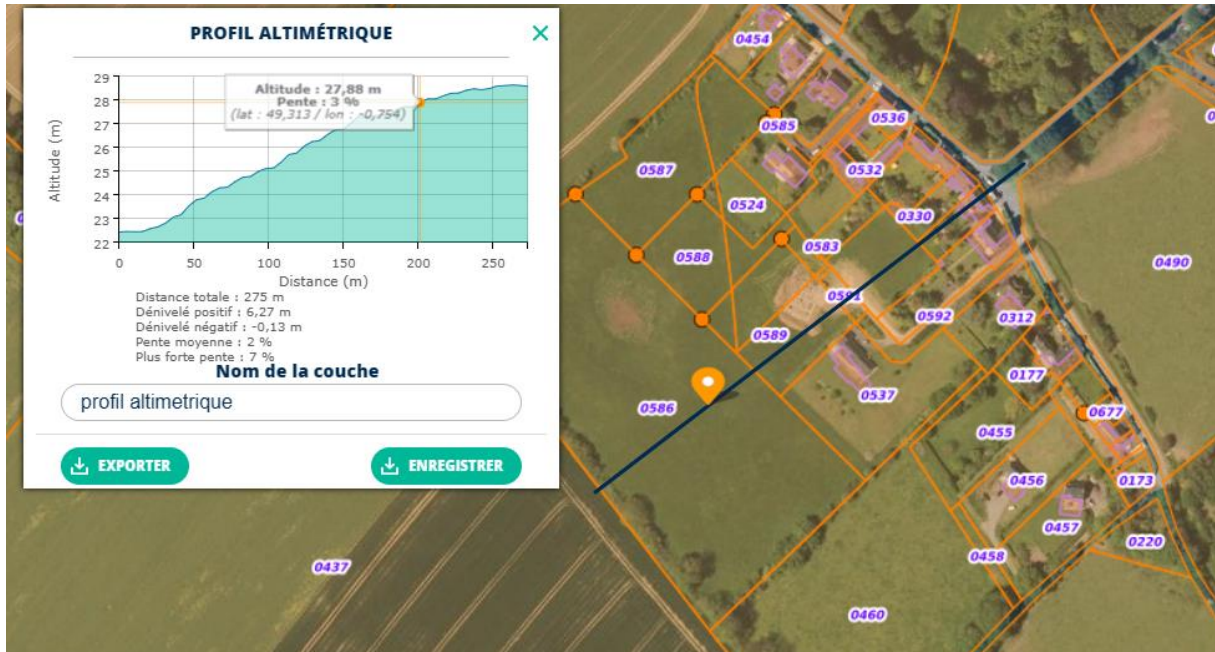 PROFIL ALTIMÉTRIQUE
29
28
27
26
25
24
23
22
Altitude (m)
Altitude : 27,88 m
Pente : 3 %
(lat : 49,313 / lon : -0,754)
0 50 100 150 200 250
Distance (m)
Distance totale : 275 m
Dénivelé positif : 6,27 m
Dénivelé négatif : -0,13 m
Pente moyenne : 2 %
Plus forte pente : 7 %
Nom de la couche
profil altimetrique
EXPORTER
ENREGISTRER
0454
0585
0536
0587
0532
0524
0330
0583
0588
0490
0591
0592
0312
0589
0177
0537
0586
0677
0455
0456
0173
0457
0220
0458
0437
0460